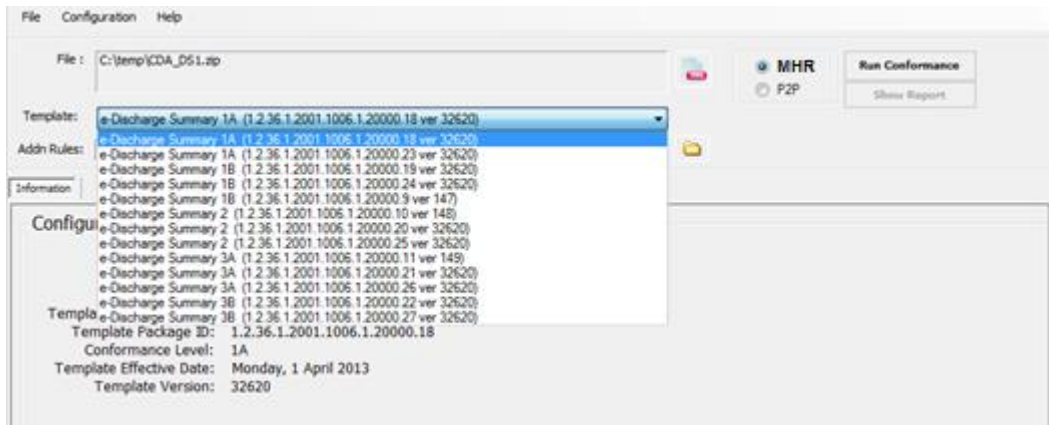 File Configuration Help
File : C:\temp\CDA_DS1.zip
MHR
Run Conformance
P2P
Show Report
Template: e-Discharge Summary 1A (1.2.36.1.2001.1006.1.20000.18 ver 32620)
e-Discharge Summary 1A (1.2.36.1.2001.1006.1.20000.18 ver 32620)
Addn Rules:
e-Discharge Summary 1A (1.2.36.1.2001.1006.1.20000.23 ver 32620)
e-Discharge Summary 1B (1.2.36.1.2001.1006.1.20000.19 ver 32620)
e-Discharge Summary 1B (1.2.36.1.2001.1006.1.20000.24 ver 32620)
Information
e-Discharge Summary 1B (1.2.36.1.2001.1006.1.20000.9 ver 147)
e-Discharge Summary 2 (1.2.36.1.2001.1006.1.20000.10 ver 148)
Configu
e-Discharge Summary 2 (1.2.36.1.2001.1006.1.20000.20 ver 32620)
e-Discharge Summary 2 (1.2.36.1.2001.1006.1.20000.25 ver 32620)
e-Discharge Summary 3A (1.2.36.1.2001.1006.1.20000.11 ver 149)
e-Discharge Summary 3A (1.2.36.1.2001.1006.1.20000.21 ver 32620)
e-Discharge Summary 3A (1.2.36.1.2001.1006.1.20000.26 ver 32620)
e-Discharge Summary 3B (1.2.36.1.2001.1006.1.20000.22 ver 32620)
Templa
e-Discharge Summary 3B (1.2.36.1.2001.1006.1.20000.27 ver 32620)
Template Package ID: 1.2.36.1.2001.1006.1.20000.18
Conformance Level: 1A
Template Effective Date: Monday, 1 April 2013
Template Version: 32620